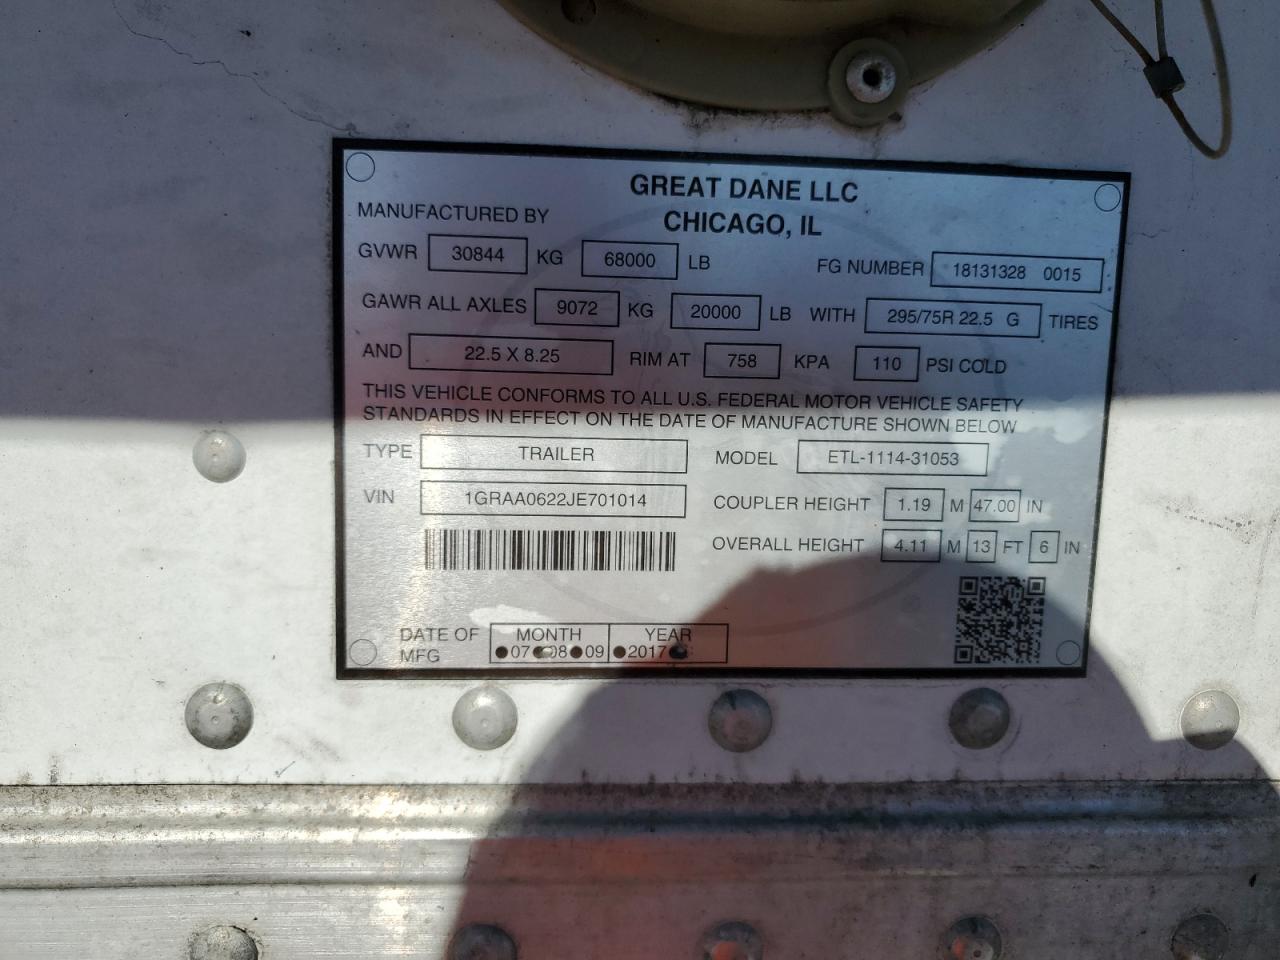 GREAT DANE LLC
MANUFACTURED BY CHICAGO, IL
GVWR 30844 KG 68000 LB FG NUMBER 18131328 0015
GAWR ALL AXLES 9072 KG 20000 LB WITH 295/75R 22.5 G TIRES
AND 22.5 X 8.25 RIM AT 758 KPA 110 PSI COLD
THIS VEHICLE CONFORMS TO ALL U.S. FEDERAL MOTOR VEHICLE SAFETY
STANDARDS IN EFFECT ON THE DATE OF MANUFACTURE SHOWN BELOW
TYPE TRAILER MODEL ETL-1114-31053
VIN 1GRAA0622JE701014 COUPLER HEIGHT 1.19 M 47.00 IN
OVERALL HEIGHT 4.11 M 13 FT 6 IN
DATE OF MFG MONTH YEAR
07 08 09 2017